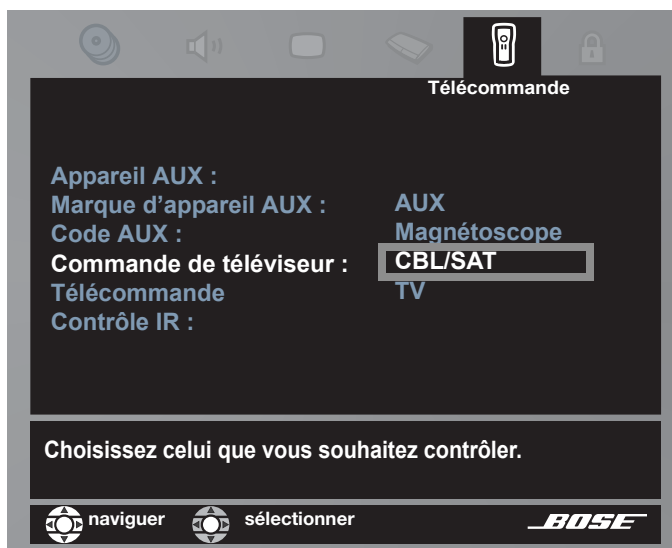 Télécommande
Appareil AUX :
Marque d’appareil AUX : AUX
Code AUX : Magnétoscope
Commande de téléviseur : CBL/SAT
Télécommande TV
Contrôle IR :
Choisissez celui que vous souhaitez contrôler.
naviguer sélectionner BOSE